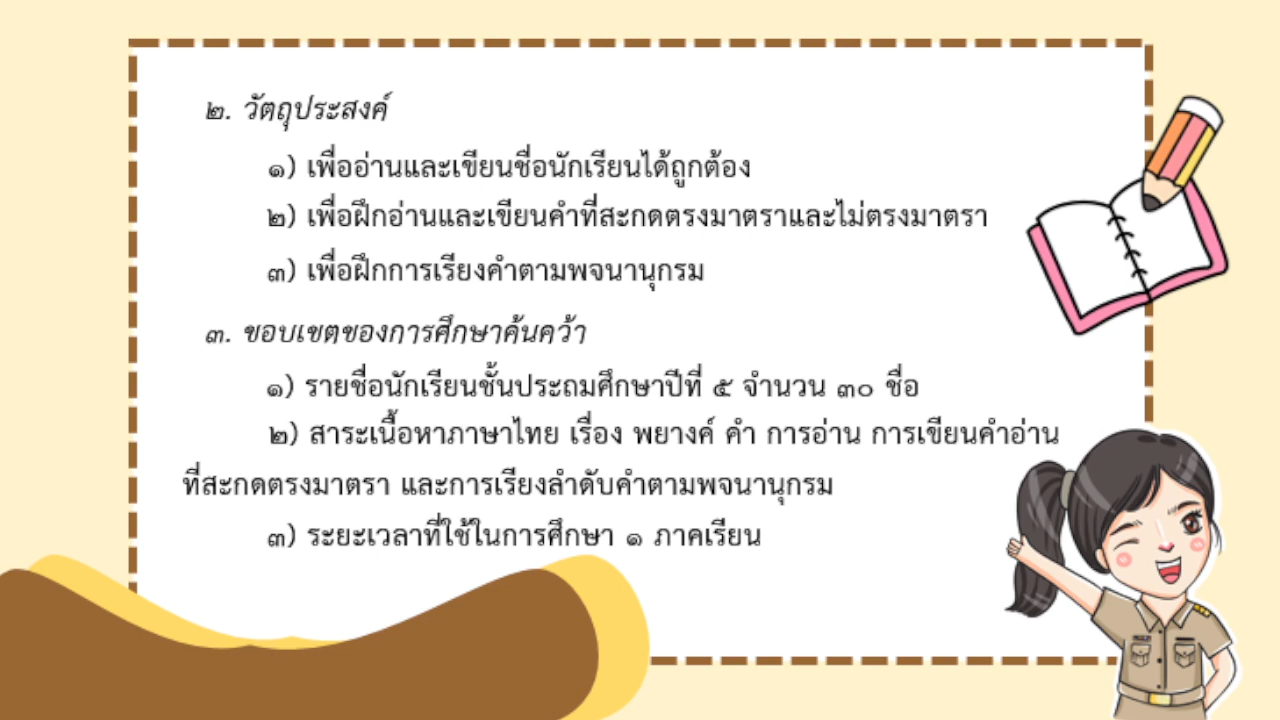 ๒. วัตถุประสงค์
๑) เพื่ออ่านและเขียนชื่อนักเรียนได้ถูกต้อง
๒) เพื่อฝึกอ่านและเขียนคำที่สะกดตรงมาตราและไม่ตรงมาตรา
๓) เพื่อฝึกการเรียงคำตามพจนานุกรม
๓. ขอบเขตของการศึกษาค้นคว้า
๑) รายชื่อนักเรียนชั้นประถมศึกษาปีที่ ๕ จำนวน ๓๐ ชื่อ
๒) สาระเนื้อหาภาษาไทย เรื่อง พยางค์ คำ การอ่าน การเขียนคำอ่าน
ที่สะกดตรงมาตรา และการเรียงลำดับคำตามพจนานุกรม
๓) ระยะเวลาที่ใช้ในการศึกษา ๑ ภาคเรียน